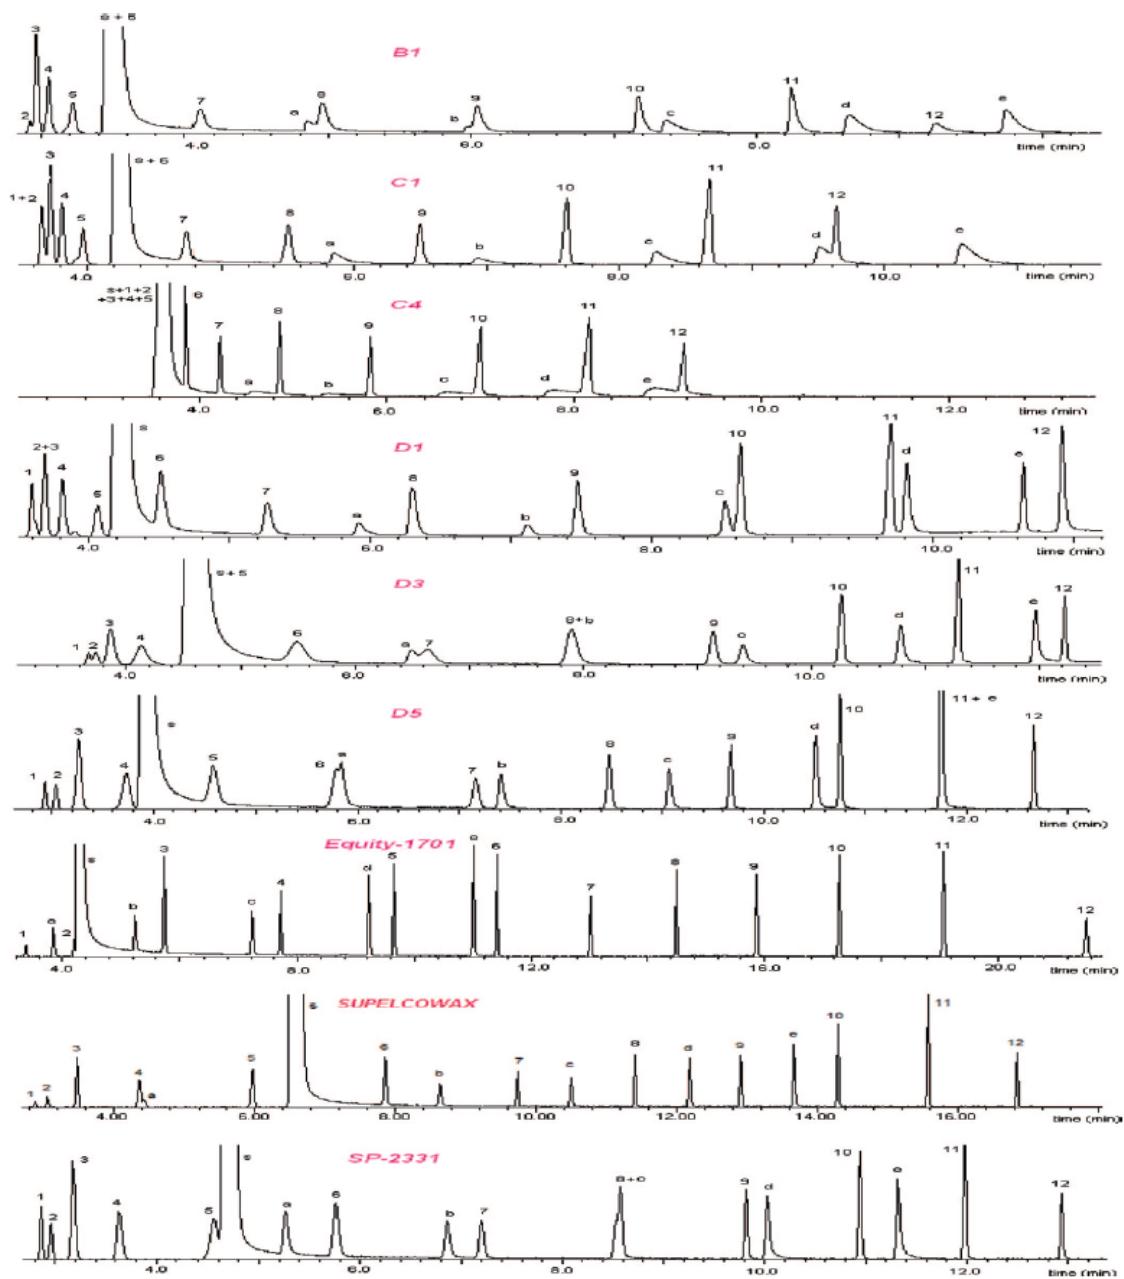 s + 6
3
B1
4
5
2
7
a
8
b
9
10
c
11
d
12
e
4.0
6.0
8.0
time (min)
3
s + 6
C1
1+2
4
5
7
8
a
9
b
10
c
11
d
12
e
4.0
6.0
8.0
10.0
time (min)
s+1+2
+3+4+5
6
C4
7
8
9
10
11
12
a
b
c
d
e
4.0
6.0
8.0
10.0
12.0
time (min)
2+3
s
D1
1
4
5
6
7
a
8
b
9
c
10
11
d
e
12
4.0
6.0
8.0
10.0
time (min)
s+5
D3
11
1
2
3
4
6
a
7
8+b
9
c
10
d
e
12
4.0
6.0
8.0
10.0
time (min)
D5
s
1
2
3
4
5
6
a
7
b
8
c
9
d
10
11 + e
12
4.0
6.0
8.0
10.0
12.0
time (min)
Equity-1701
1
a
2
s
b
3
c
4
d
5
e
6
7
8
9
10
11
12
4.0
8.0
12.0
16.0
20.0
time (min)
SUPELCOWAX
s
1
2
3
4
a
5
6
b
7
c
8
d
9
e
10
11
12
4.00
6.00
8.00
10.00
12.00
14.00
16.00
time (min)
SP-2331
1
2
3
4
5
s
a
6
b
7
8+c
9
d
10
e
11
12
4.0
6.0
8.0
10.0
12.0
time (min)